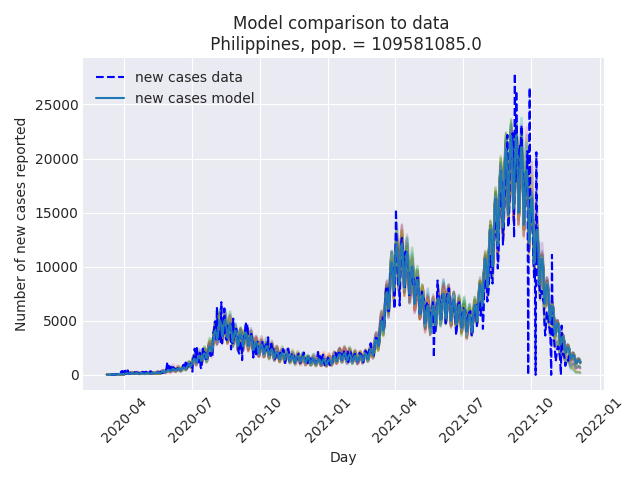 Model comparison to data
Philippines, pop. = 109581085.0
new cases data
new cases model
Number of new cases reported
25000
20000
15000
10000
5000
0
2020-04
2020-07
2020-10
2021-01
2021-04
2021-07
2021-10
2022-01
Day